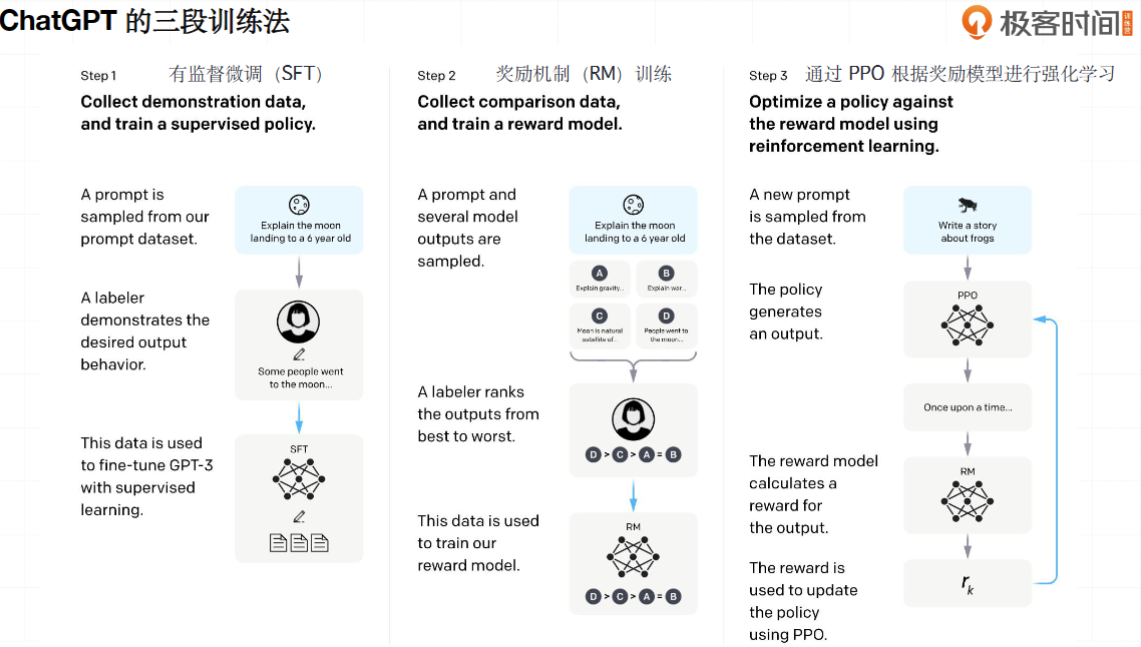 ChatGPT 的三段训练法
极客时间
训练营
Step 1 有监督微调（SFT）
Collect demonstration data,
and train a supervised policy.
A prompt is
sampled from our
prompt dataset.
Explain the moon
landing to a 6 year old
A labeler
demonstrates the
desired output
behavior.
Some people went
to the moon...
This data is used
to fine-tune GPT-3
with supervised
learning.
SFT
Step 2 奖励机制（RM）训练
Collect comparison data,
and train a reward model.
A prompt and
several model
outputs are
sampled.
Explain the moon
landing to a 6 year old
A
Explain gravity...
B
Explain war...
C
Moon is natural
satellite of...
D
People went to
the moon...
A labeler ranks
the outputs from
best to worst.
D > C > A = B
This data is used
to train our
reward model.
RM
D > C > A = B
Step 3 通过 PPO 根据奖励模型进行强化学习
Optimize a policy against
the reward model using
reinforcement learning.
A new prompt
is sampled from
the dataset.
Write a story
about frogs
The policy
generates
an output.
PPO
Once upon a time...
The reward model
calculates a
reward for
the output.
RM
The reward is
used to update
the policy
using PPO.
rk